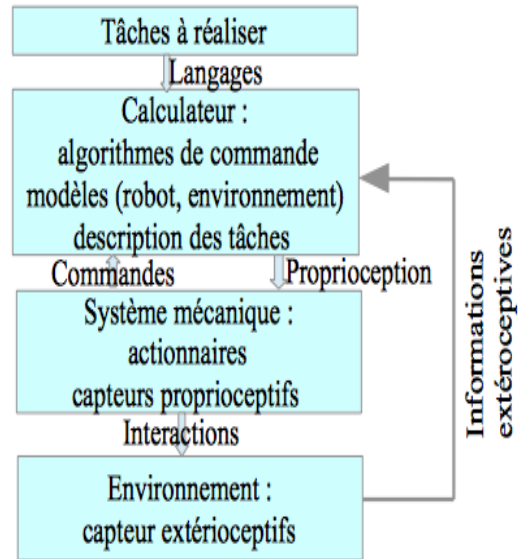 Tâches à réaliser
Langages
Calculateur :
algorithmes de commande
modèles (robot, environnement)
description des tâches
Commandes
Proprioception
Système mécanique :
actionnaires
capteurs proprioceptifs
Interactions
Environnement :
capteur extérioceptifs
Informations
extéroceptives